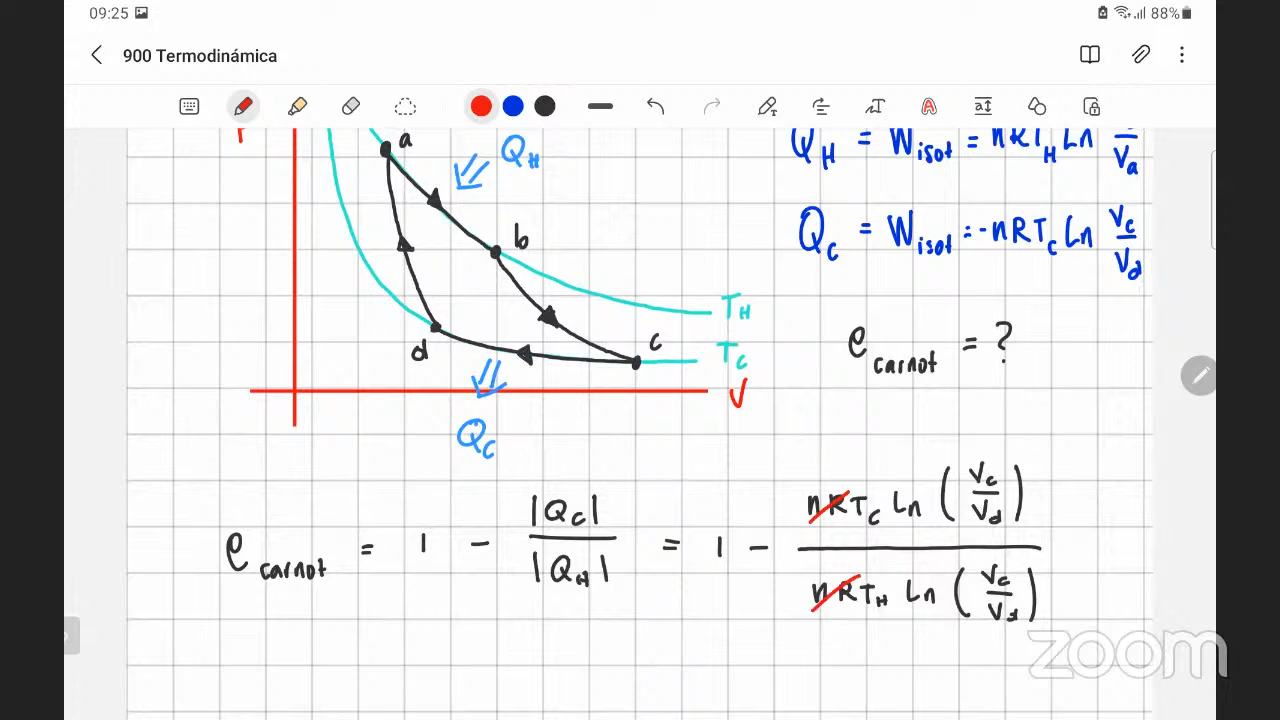 09:25 88%
900 Termodinámica
P
a
Q_H
b
T_H
d
c
T_C
V
Q_C
Q_H = W_isot = nRT_H Ln V_b/V_a
Q_C = W_isot = -nRT_C Ln V_c/V_d
e_carnot = ?
e_carnot = 1 - |Q_C|/|Q_H| = 1 - nRT_C Ln (V_c/V_d) / nRT_H Ln (V_c/V_d)
zoom